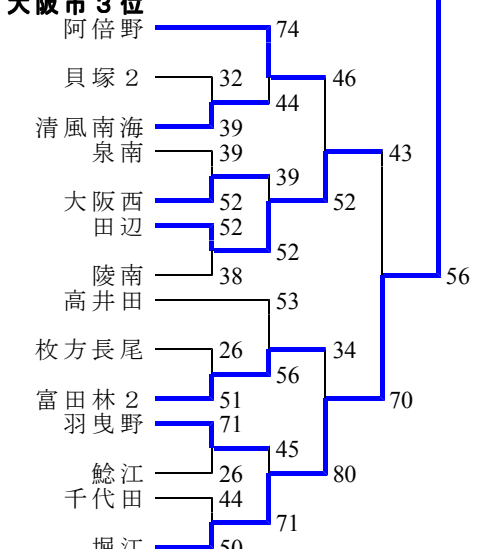 大阪市３位
阿倍野 74
貝塚２ 32 46
44
清風南海 39
泉南 39 43
39
大阪西 52 52
田辺 52
52
陵南 38 56
高井田 53
枚方長尾 26 34
56
富田林２ 51 70
羽曳野 71
45
鯰江 26 80
千代田 44
71
堀江 50